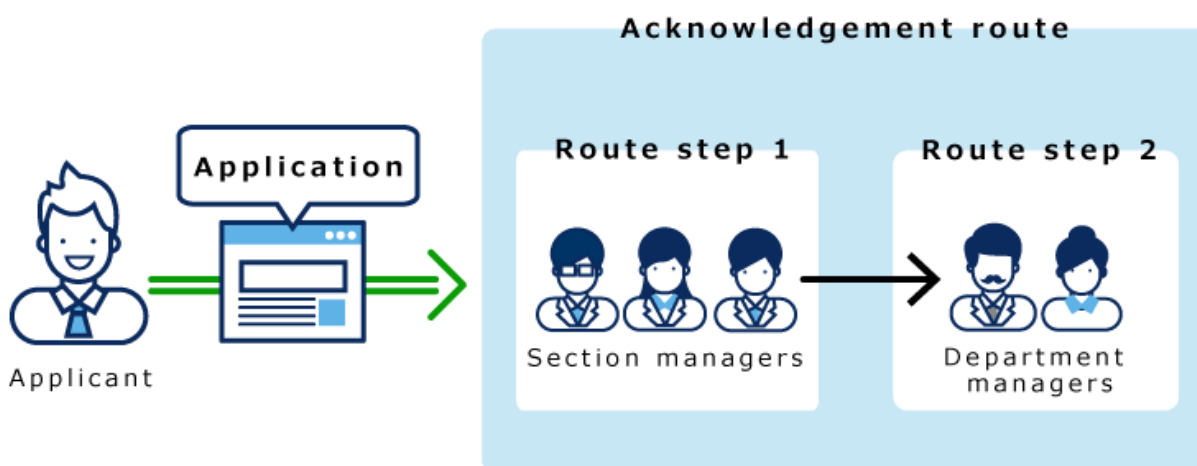 Acknowledgement route
Application
Route step 1
Route step 2
Applicant
Section managers
Department
managers